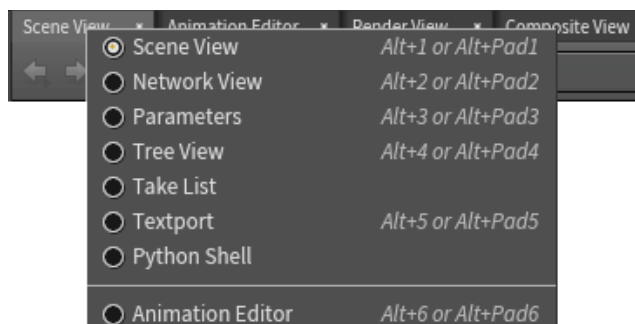 Scene View × Animation Editor × Render View × Composite View
Scene View Alt+1 or Alt+Pad1
Network View Alt+2 or Alt+Pad2
Parameters Alt+3 or Alt+Pad3
Tree View Alt+4 or Alt+Pad4
Take List
Textport Alt+5 or Alt+Pad5
Python Shell
Animation Editor Alt+6 or Alt+Pad6